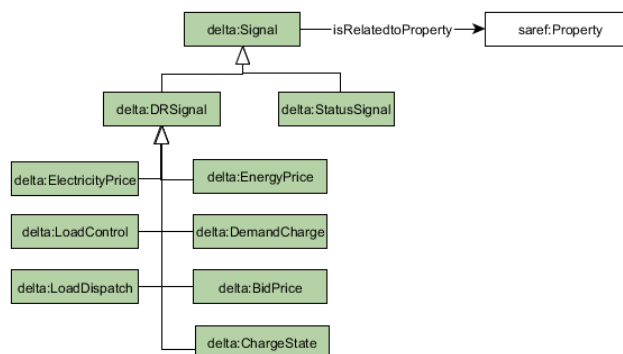 delta:Signal
isRelatedtoProperty
saref:Property
delta:DRSignal
delta:StatusSignal
delta:ElectricityPrice
delta:EnergyPrice
delta:LoadControl
delta:DemandCharge
delta:LoadDispatch
delta:BidPrice
delta:ChargeState